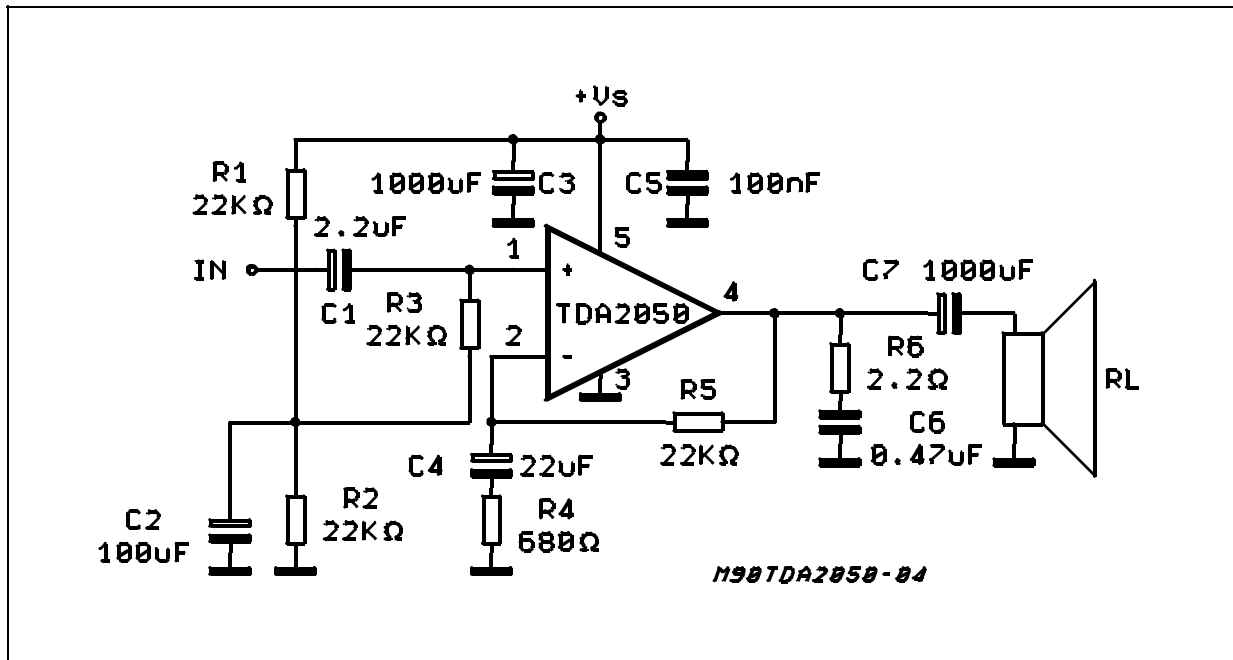 +Vs
R1
22KΩ
1000uF
C3
C5
100nF
2.2uF
IN
C1
R3
22KΩ
1
5
+
TDA2050
4
2
-
3
C7 1000uF
R6
2.2Ω
RL
R5
22KΩ
C6
0.47uF
C4
22uF
R4
680Ω
C2
100uF
R2
22KΩ
M90TDA2050-04